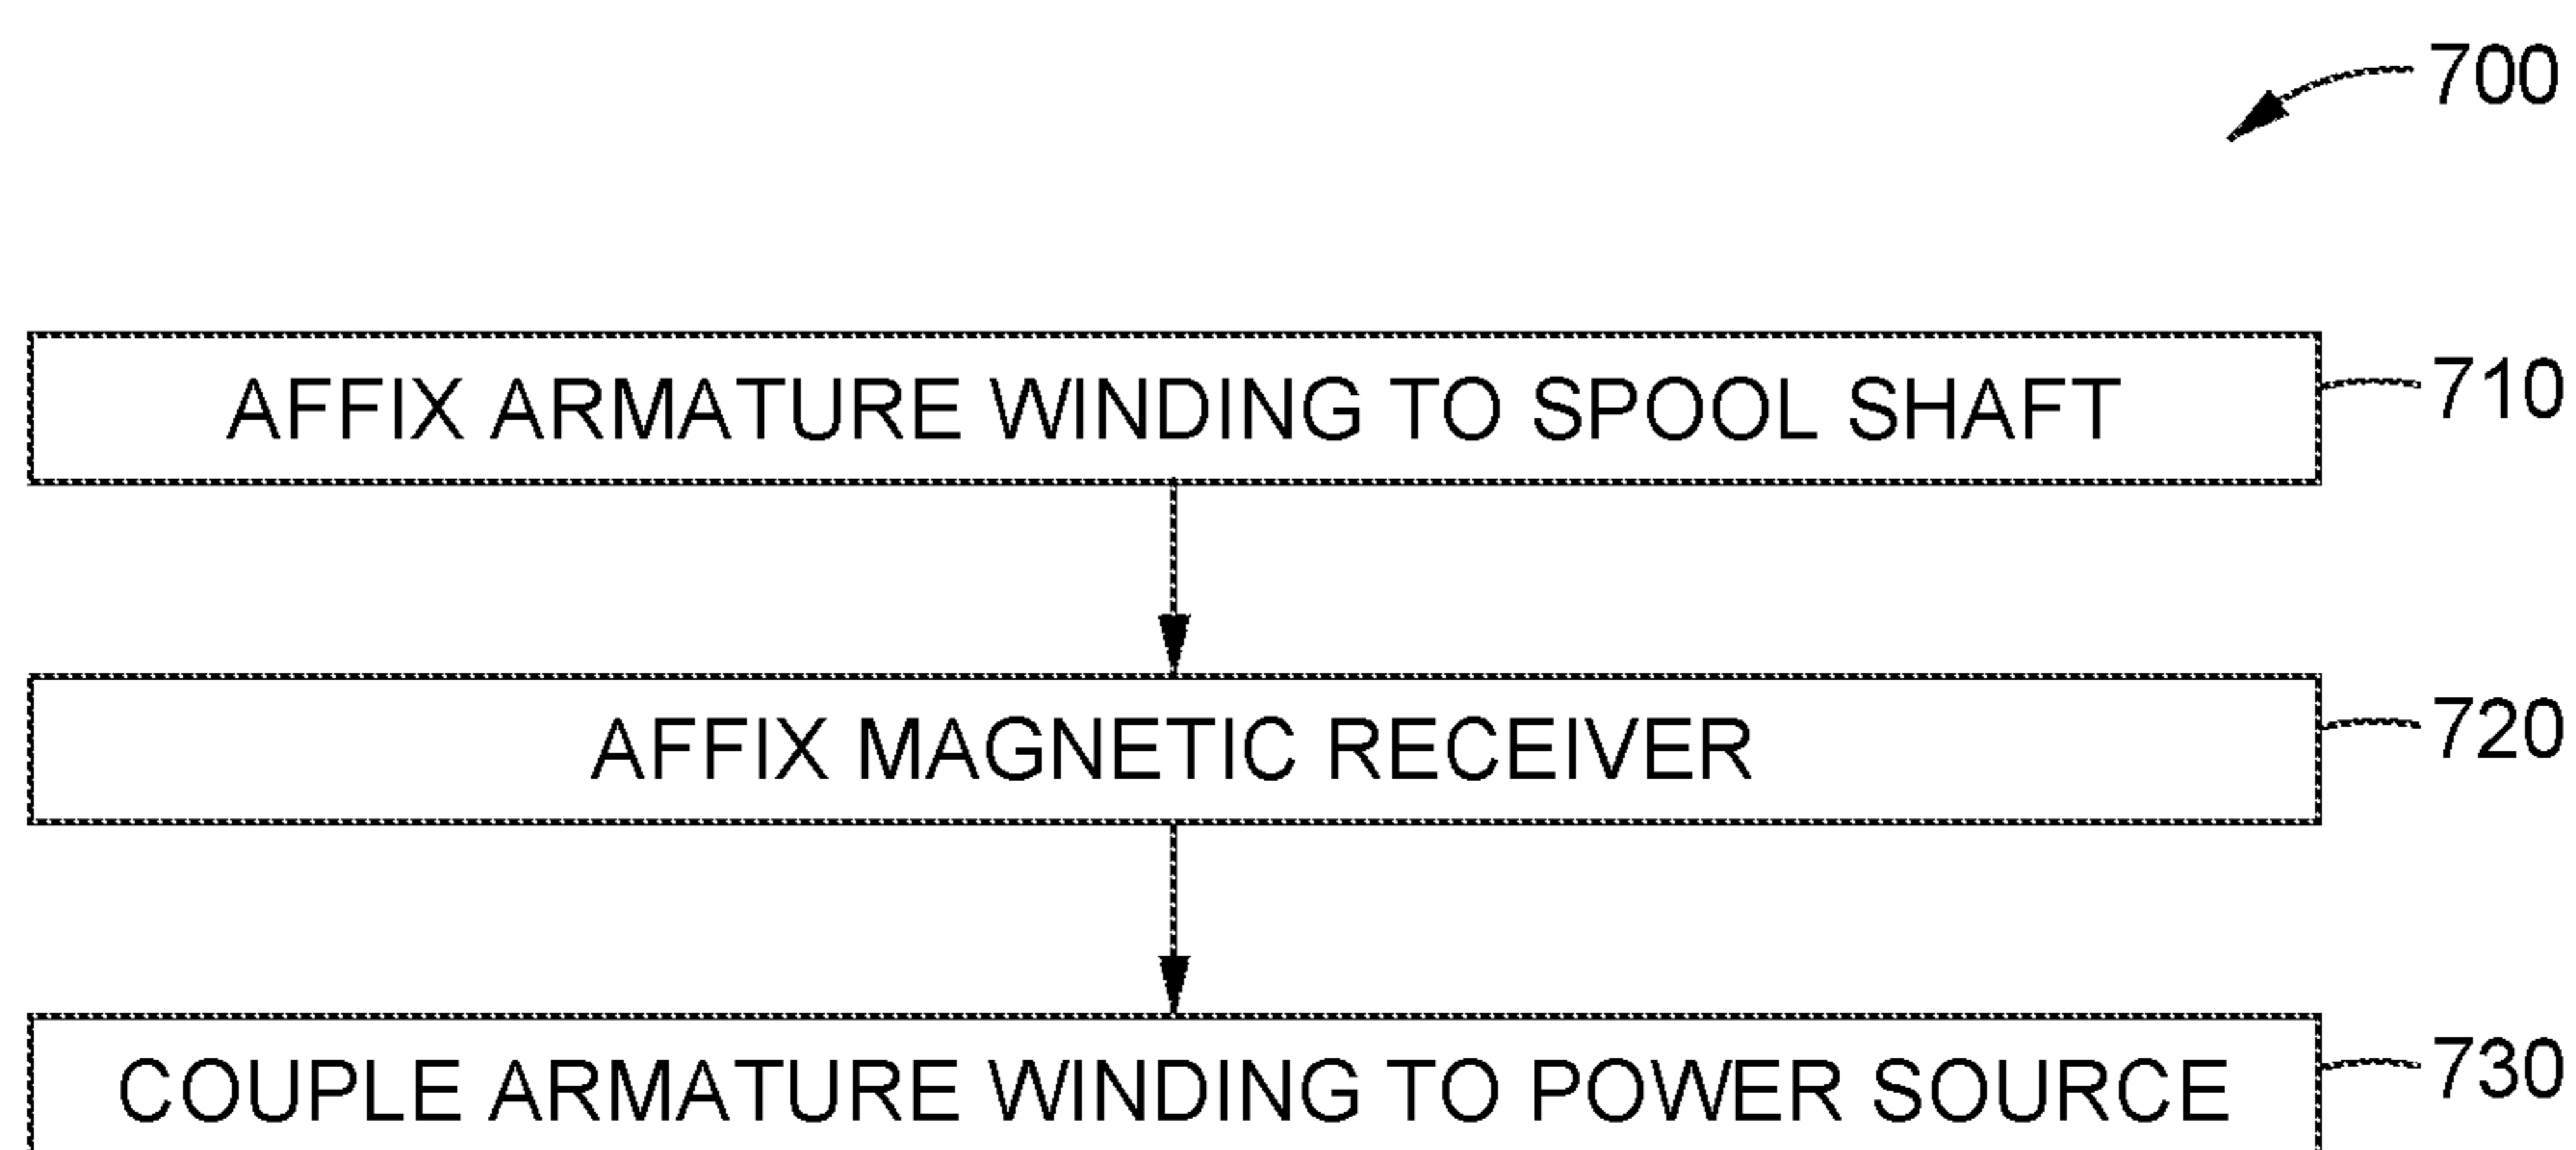 700
AFFIX ARMATURE WINDING TO SPOOL SHAFT 710
AFFIX MAGNETIC RECEIVER 720
COUPLE ARMATURE WINDING TO POWER SOURCE 730